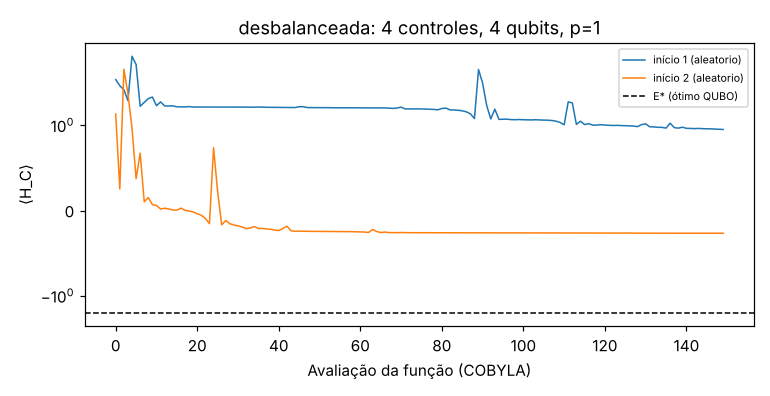 desbalanceada: 4 controles, 4 qubits, p=1
início 1 (aleatorio)
início 2 (aleatorio)
E* (ótimo QUBO)
⟨H_C⟩
10⁰
0
−10⁰
0 20 40 60 80 100 120 140
Avaliação da função (COBYLA)